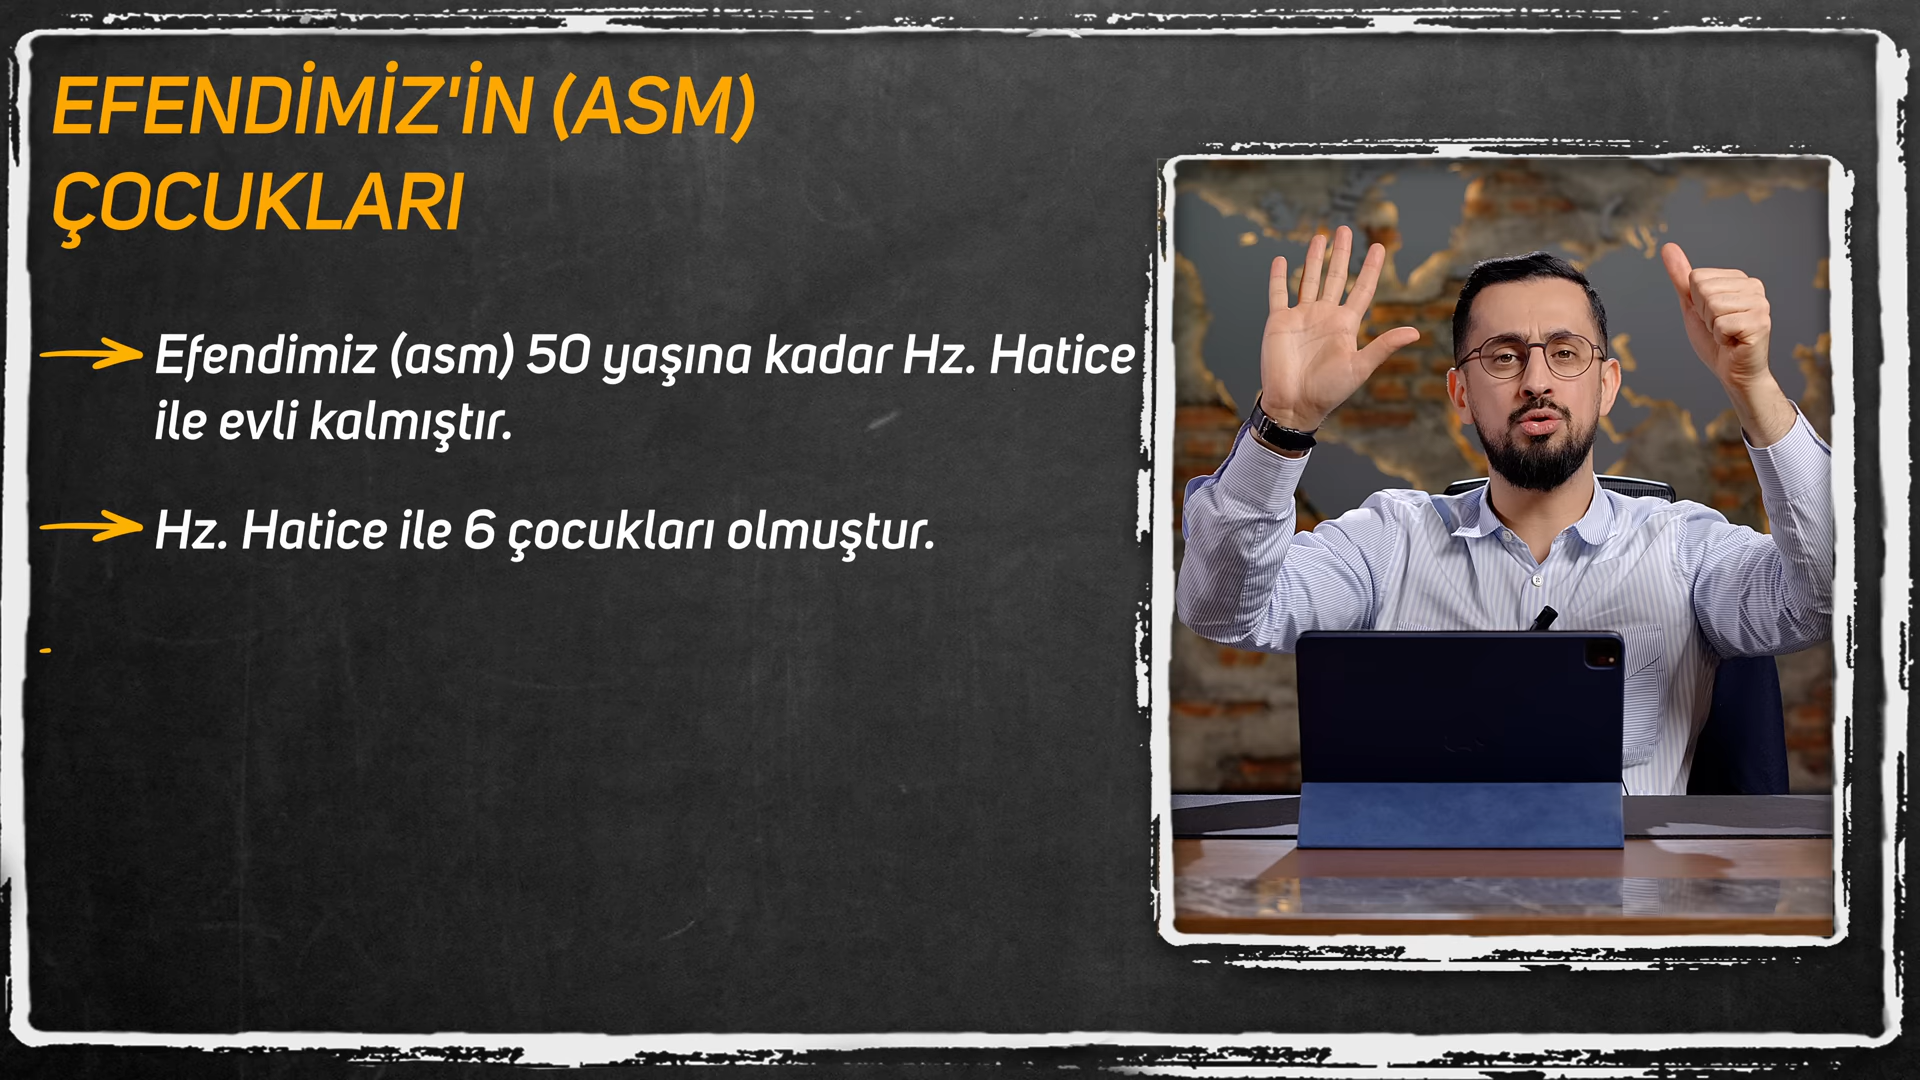 EFENDİMİZ'İN (ASM)
ÇOCUKLARI
Efendimiz (asm) 50 yaşına kadar Hz. Hatice
ile evli kalmıştır.
Hz. Hatice ile 6 çocukları olmuştur.